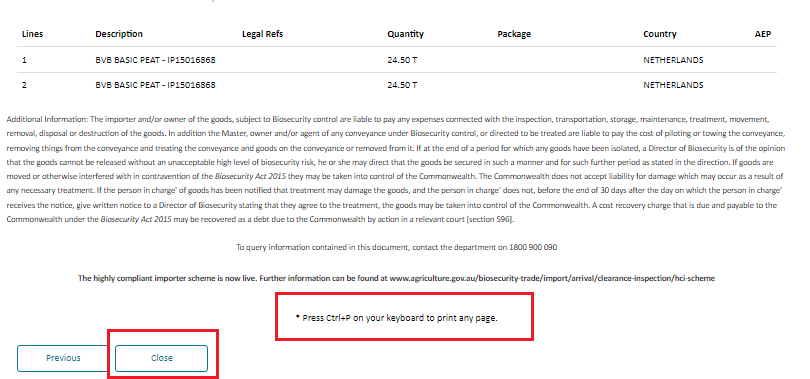 Lines Description Legal Refs Quantity Package Country AEP
1 BVB BASIC PEAT - IP15016868 24.50 T NETHERLANDS
2 BVB BASIC PEAT - IP15016868 24.50 T NETHERLANDS
Additional Information: The importer and/or owner of the goods, subject to Biosecurity control are liable to pay any expenses connected with the inspection, transportation, storage, maintenance, treatment, movement,
removal, disposal or destruction of the goods. In addition the Master, owner and/or agent of any conveyance under Biosecurity control, or directed to be treated are liable to pay the cost of piloting or towing the conveyance,
removing things from the conveyance and treating the conveyance and goods on the conveyance or removed from it. If at the end of a period for which any goods have been isolated, a Director of Biosecurity is of the opinion
that the goods cannot be released without an unacceptable high level of biosecurity risk, he or she may direct that the goods be secured in such a manner and for such further period as stated in the direction. If goods are
moved or otherwise interfered with in contravention of the Biosecurity Act 2015 they may be taken into control of the Commonwealth. The Commonwealth does not accept liability for damage which may occur as a result of
any necessary treatment. If the person in charge' of goods has been notified that treatment may damage the goods, and the person in charge' does not, before the end of 30 days after the day on which the person in charge'
receives the notice, give written notice to a Director of Biosecurity stating that they agree to the treatment, the goods may be taken into control of the Commonwealth. A cost recovery charge that is due and payable to the
Commonwealth under the Biosecurity Act 2015 may be recovered as a debt due to the Commonwealth by action in a relevant court [section 596].
To query information contained in this document, contact the department on 1800 900 090
The highly compliant importer scheme is now live. Further information can be found at www.agriculture.gov.au/biosecurity-trade/import/arrival/clearance-inspection/hci-scheme
* Press Ctrl+P on your keyboard to print any page.
Previous Close